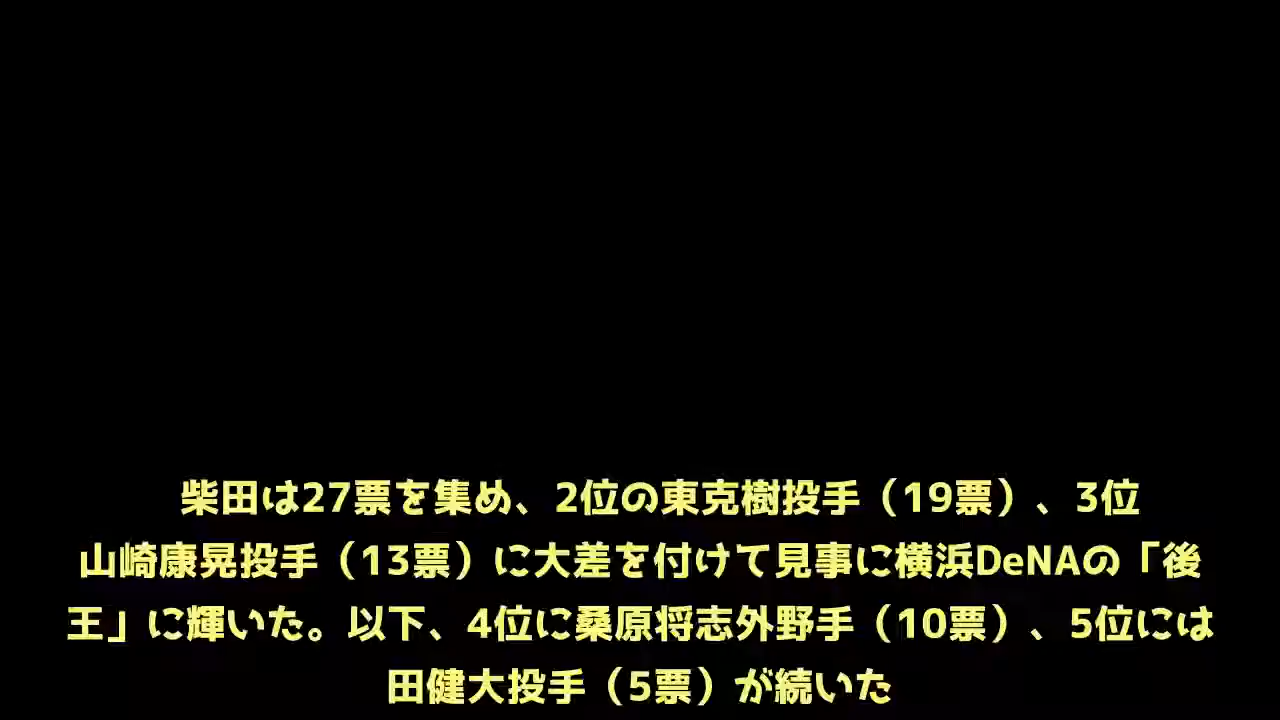 柴田は27票を集め、2位の東克樹投手（19票）、3位
山崎康晃投手（13票）に大差を付けて見事に横浜DeNAの「後
王」に輝いた。以下、4位に桑原将志外野手（10票）、5位には
田健大投手（5票）が続いた